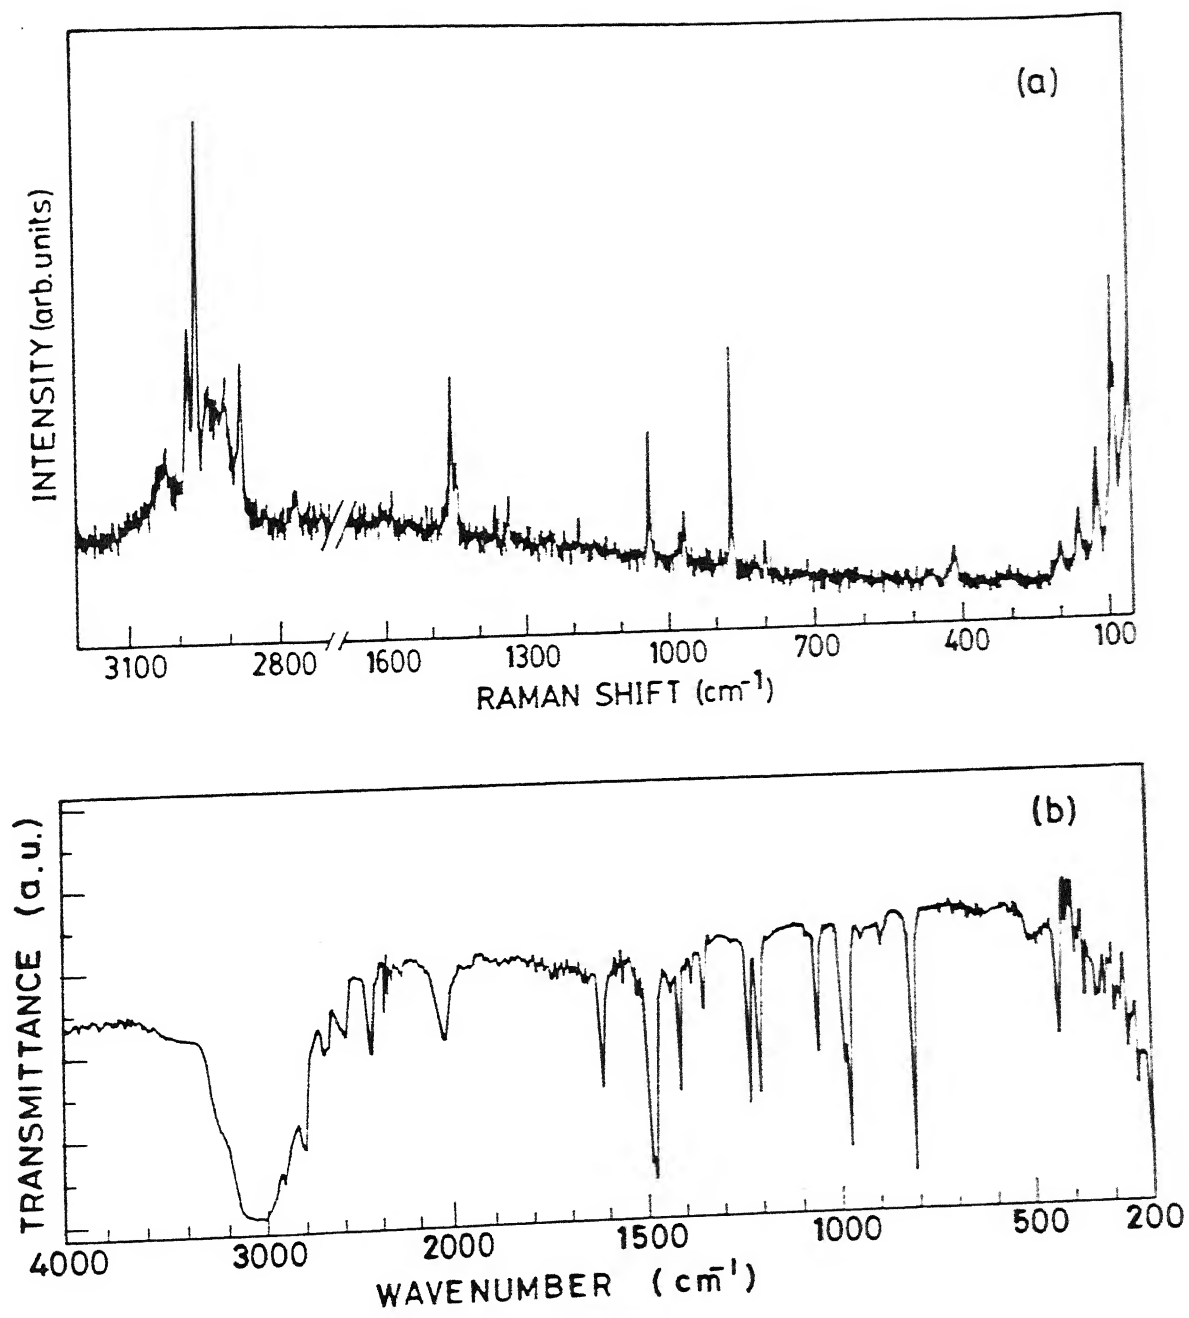 (a)
INTENSITY (arb.units)
3100 2800 1600 1300 1000 700 400 100
RAMAN SHIFT (cm⁻¹)
(b)
TRANSMITTANCE (a.u.)
4000 3000 2000 1500 1000 500 200
WAVENUMBER (cm⁻¹)